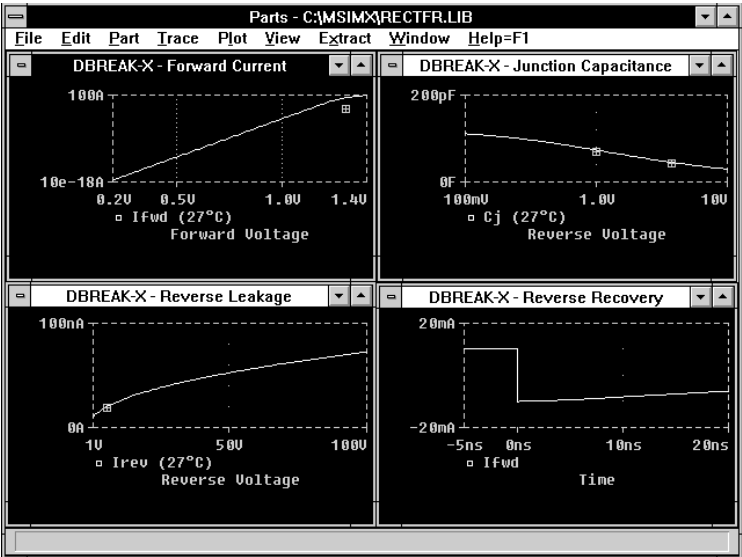 Parts - C:\MSIMX\RECTFR.LIB
File Edit Part Trace Plot View Extract Window Help=F1
DBREAK-X - Forward Current
100A
10e-18A
0.2V 0.5V 1.0V 1.4V
Ifwd (27°C)
Forward Voltage
DBREAK-X - Junction Capacitance
200pF
0F
100mV 1.0V 10V
Cj (27°C)
Reverse Voltage
DBREAK-X - Reverse Leakage
100nA
0A
1V 50V 100V
Irev (27°C)
Reverse Voltage
DBREAK-X - Reverse Recovery
20mA
-20mA
-5ns 0ns 10ns 20ns
Ifwd
Time